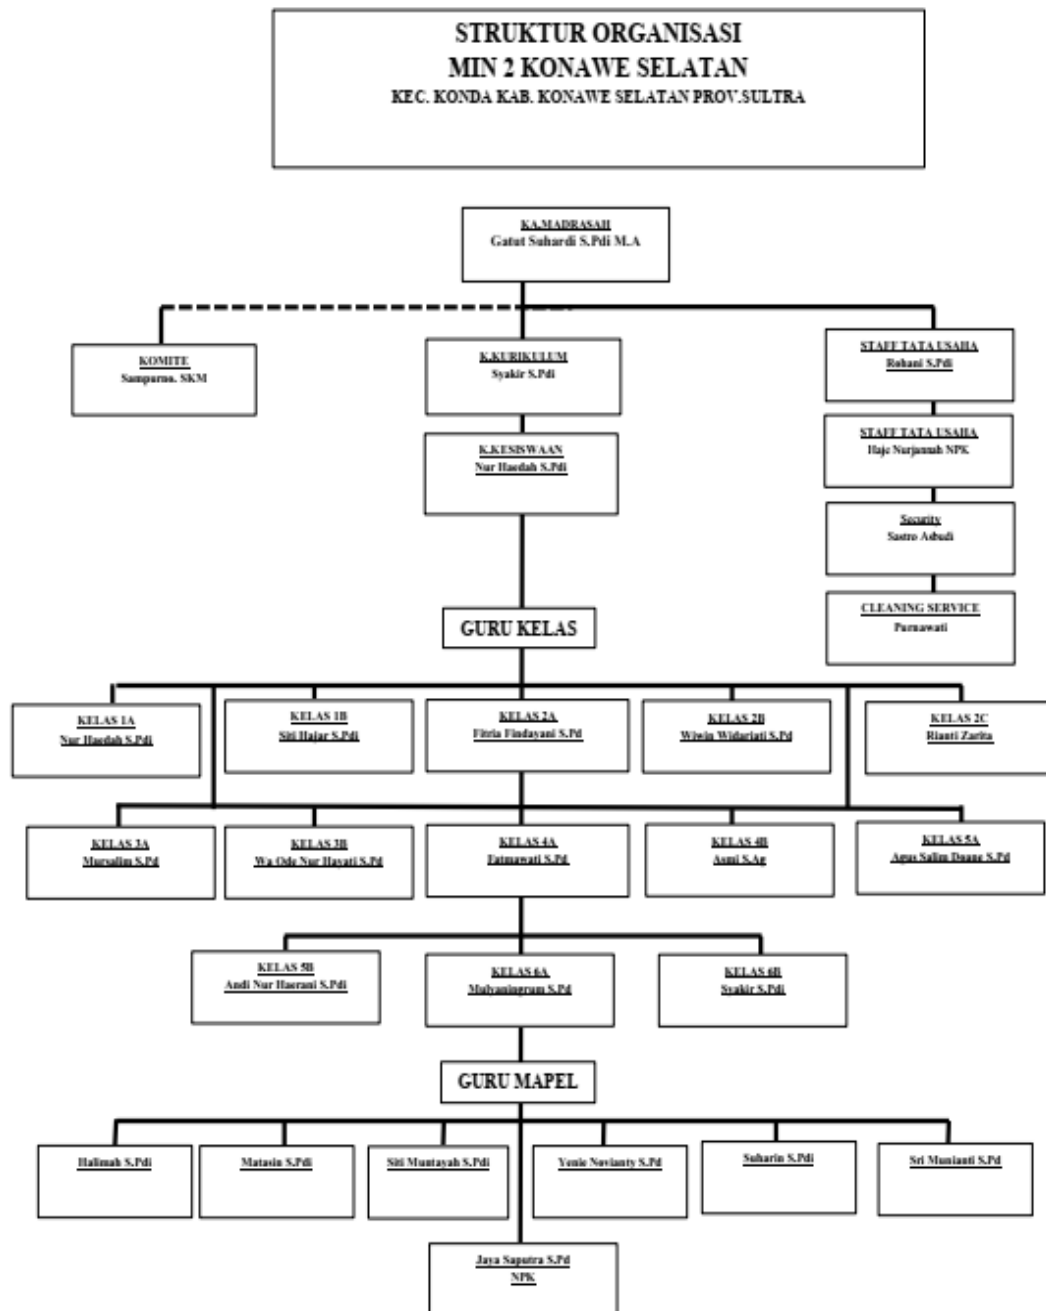 STRUKTUR ORGANISASI
MIN 2 KONAWE SELATAN
KEC. KONDA KAB. KONAWE SELATAN PROV.SULTRA
KA.MADRASAH
Gatut Suhardi S.Pdi M.A
KOMITE
Sampurno. SKM
K.KURIKULUM
Syakir S.Pdi
STAFF TATA USAHA
Rohani S.Pdi
K.KESISWAAN
Nur Haedah S.Pdi
STAFF TATA USAHA
Haje Nurjannah NPK
Security
Sastro Asbudi
CLEANING SERVICE
Purnawati
GURU KELAS
KELAS 1A
Nur Haedah S.Pdi
KELAS 1B
Siti Hajar S.Pdi
KELAS 2A
Fitria Findayani S.Pd
KELAS 2B
Wiwin Widariati S.Pd
KELAS 2C
Rianti Zarita
KELAS 3A
Mursalim S.Pd
KELAS 3B
Wa Ode Nur Hayati S.Pd
KELAS 4A
Fatmawati S.Pd
KELAS 4B
Asmi S.Ag
KELAS 5A
Agus Salim Doane S.Pd
KELAS 5B
Andi Nur Haerani S.Pdi
KELAS 6A
Mulyaningrum S.Pd
KELAS 6B
Syakir S.Pdi
GURU MAPEL
Halimah S.Pdi
Matasin S.Pdi
Siti Muntayah S.Pdi
Yenie Novianty S.Pd
Suharin S.Pdi
Sri Munianti S.Pd
Jaya Saputra S.Pd
NPK